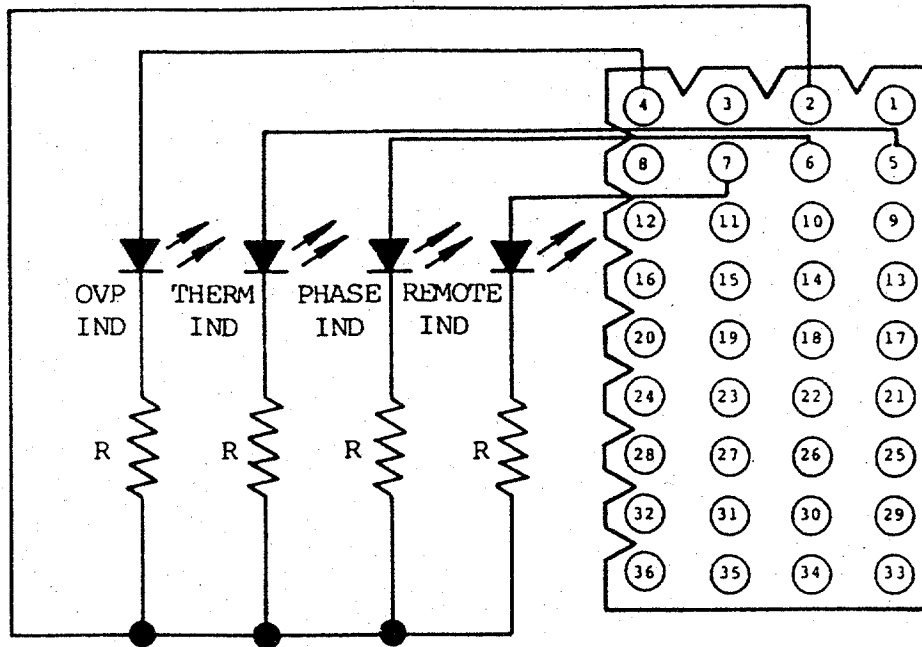 4 3 2 1
8 7 6 5
12 11 10 9
OVP THERM PHASE REMOTE
IND IND IND IND
16 15 14 13
20 19 18 17
24 23 22 21
R R R R
28 27 26 25
32 31 30 29
36 35 34 33